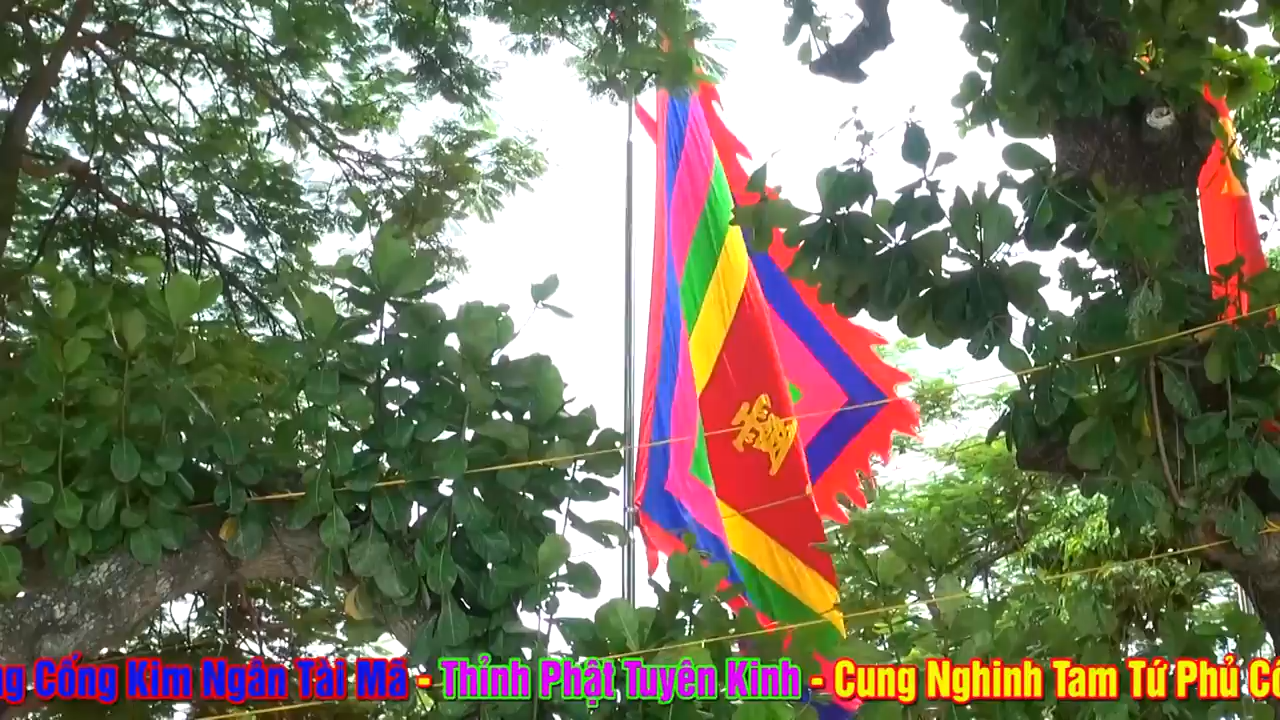 Cống Kim Ngân Tài Mã - Thỉnh Phật Tuyên Kinh - Cung Nghinh Tam Tứ Phủ